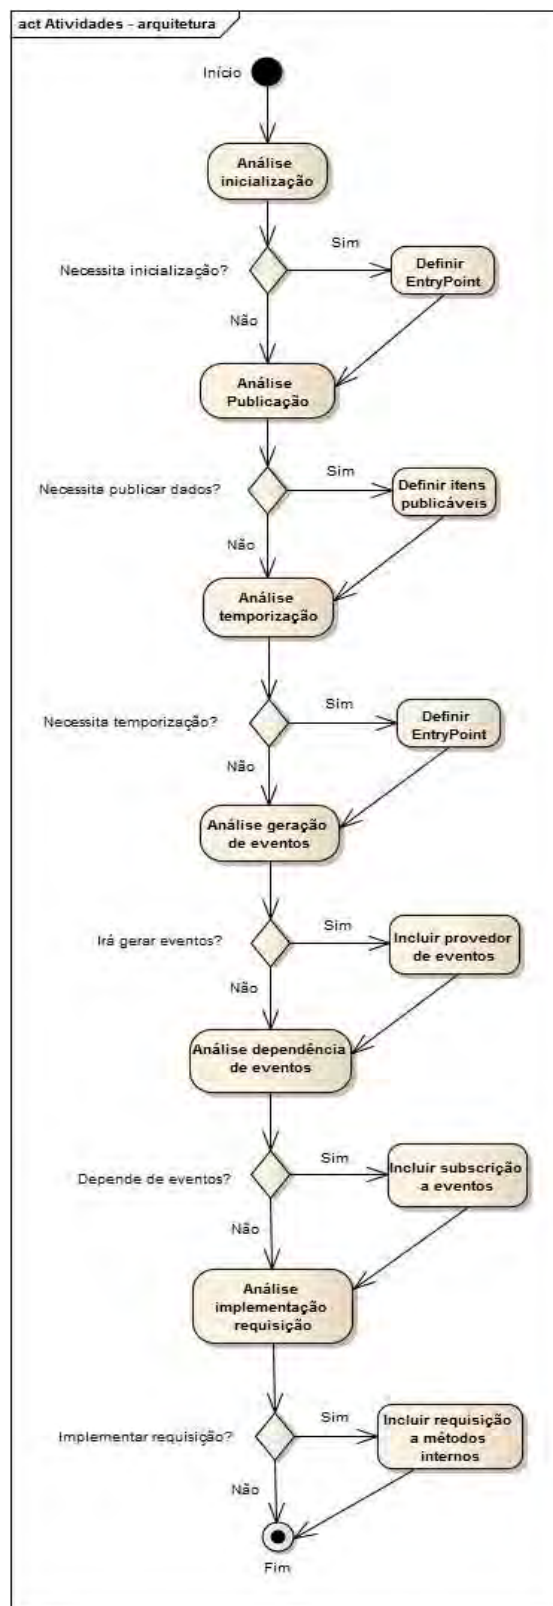 act Atividades - arquitetura
Início
Análise
inicialização
Sim
Necessita inicialização?
Definir
EntryPoint
Não
Análise
Publicação
Sim
Necessita publicar dados?
Definir itens
publicáveis
Não
Análise
temporização
Sim
Necessita temporização?
Definir
EntryPoint
Não
Análise geração
de eventos
Sim
Irá gerar eventos?
Incluir provedor
de eventos
Não
Análise dependência
de eventos
Sim
Depende de eventos?
Incluir subscrição
a eventos
Não
Análise
implementação
requisição
Sim
Implementar requisição?
Incluir requisição
a métodos
internos
Não
Fim